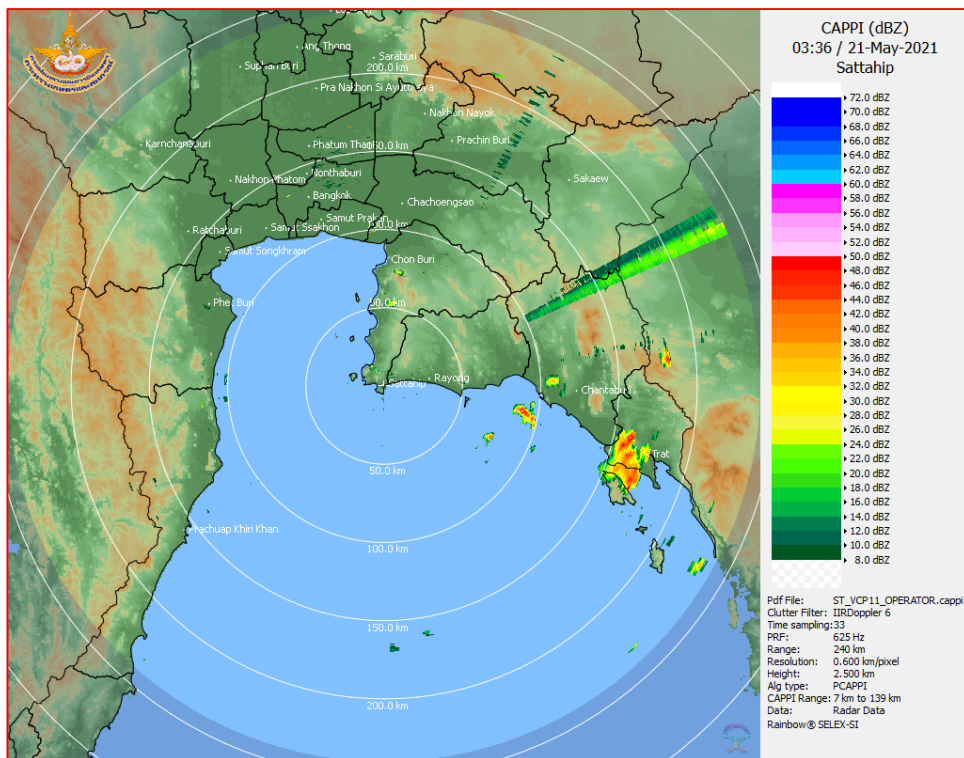 CAPPI (dBZ)
03:36 / 21-May-2021
Sattahip
72.0 dBZ
70.0 dBZ
68.0 dBZ
66.0 dBZ
64.0 dBZ
62.0 dBZ
60.0 dBZ
58.0 dBZ
56.0 dBZ
54.0 dBZ
52.0 dBZ
50.0 dBZ
48.0 dBZ
46.0 dBZ
44.0 dBZ
42.0 dBZ
40.0 dBZ
38.0 dBZ
36.0 dBZ
34.0 dBZ
32.0 dBZ
30.0 dBZ
28.0 dBZ
26.0 dBZ
24.0 dBZ
22.0 dBZ
20.0 dBZ
18.0 dBZ
16.0 dBZ
14.0 dBZ
12.0 dBZ
10.0 dBZ
8.0 dBZ
Pdf File: ST_VCP11_OPERATOR.cappi
Clutter Filter: IIRDoppler 6
Time sampling:33
PRF: 625 Hz
Range: 240 km
Resolution: 0.600 km/pixel
Height: 2.500 km
Alg type: PCAPPI
CAPPI Range: 7 km to 139 km
Data: Radar Data
Rainbow® SELEX-SI
Ang Thong
Saraburi
Suphan Buri
200.0 km
Pra Nakhon Si Ayuttaya
Nakhon Nayok
Karnchanaburi
Prachin Buri
Nonthaburi
Nakhon Phatom
Sakaew
Bangkok
Chachoengsao
Samut Prakan
Ratchaburi
Samut Ssakhon
Samut Songkhram
Chon Buri
Rayong
Sattahip
Trat
50.0 km
Prachuap Khiri Khan
100.0 km
150.0 km
200.0 km